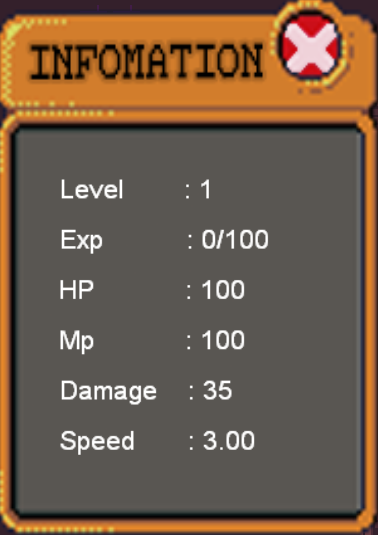 INFOMATION
Level : 1
Exp : 0/100
HP : 100
Mp : 100
Damage : 35
Speed : 3.00